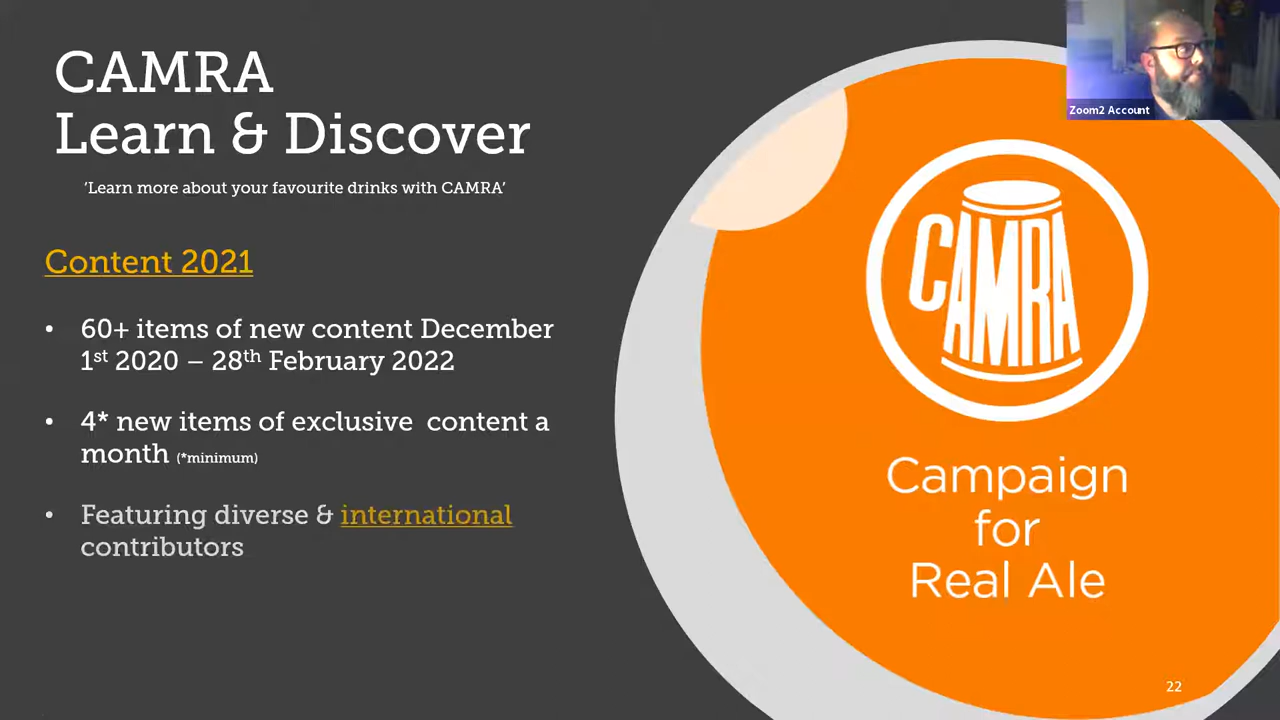 CAMRA
Learn & Discover
‘Learn more about your favourite drinks with CAMRA’
Content 2021
• 60+ items of new content December
1st 2020 – 28th February 2022
• 4* new items of exclusive  content a
month (*minimum)
• Featuring diverse & international
contributors
Zoom2 Account
CAMRA
Campaign
for
Real Ale
22